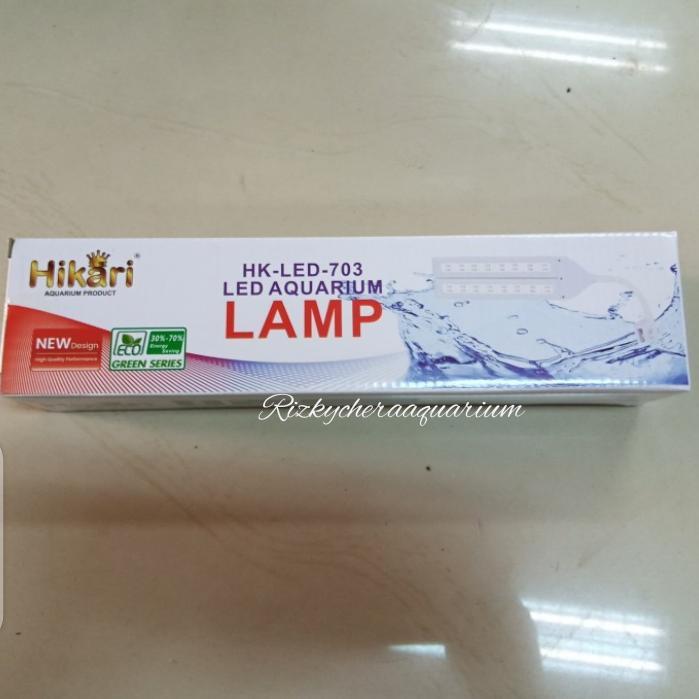 Hikari®
AQUARIUM PRODUCT
HK-LED-703
LED AQUARIUM
LAMP
NEW Design
High Quality Performance
ECO
30%-70%
Energy
Saving
GREEN SERIES
Rizkycheraaquarium